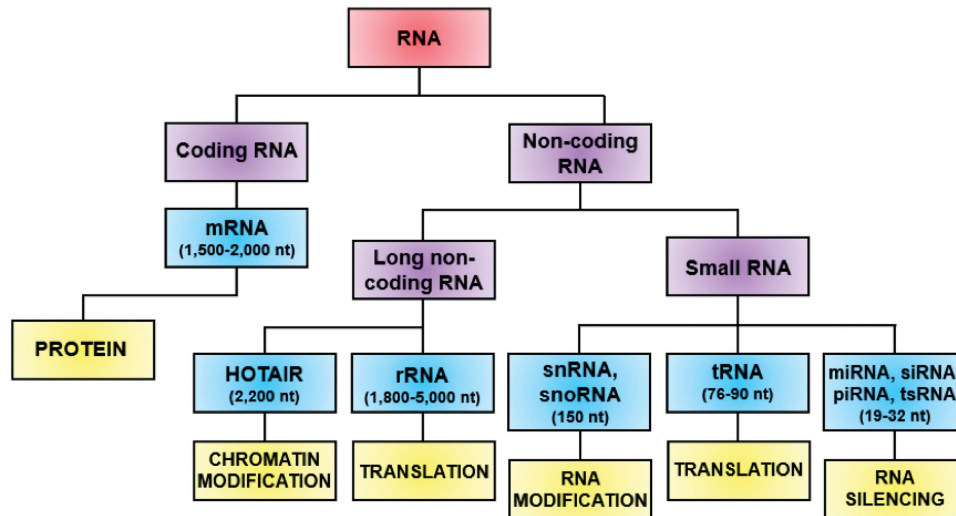 RNA
Coding RNA
Non-coding
RNA
mRNA
(1,500-2,000 nt)
Long non-
coding RNA
Small RNA
PROTEIN
HOTAIR
(2,200 nt)
rRNA
(1,800-5,000 nt)
snRNA,
snoRNA
(150 nt)
tRNA
(76-90 nt)
miRNA, siRNA
piRNA, tsRNA
(19-32 nt)
CHROMATIN
MODIFICATION
TRANSLATION
RNA
MODIFICATION
TRANSLATION
RNA
SILENCING